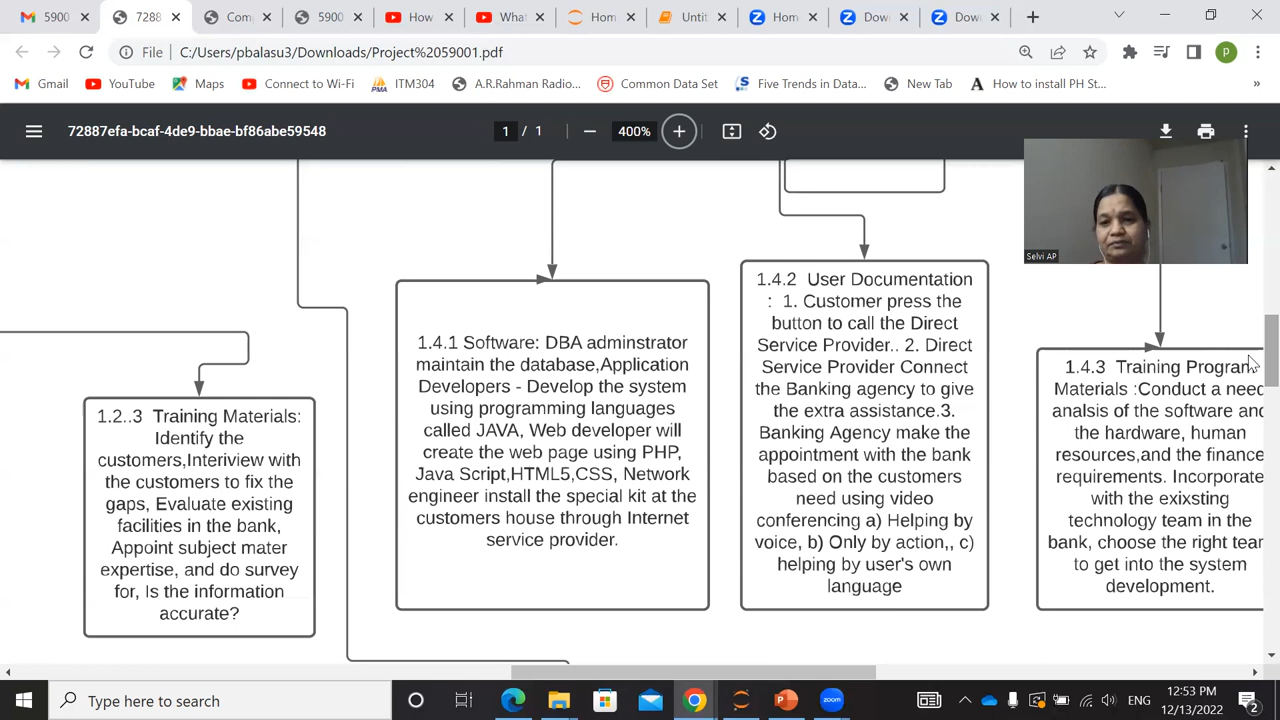 5900
7288
Com
5900
How
What
Hom
Untit
Home
Down
Down
File
C:/Users/pbalasu3/Downloads/Project%2059001.pdf
p
Gmail
YouTube
Maps
Connect to Wi-Fi
PMA
ITM304
A.R.Rahman Radio...
Common Data Set
Five Trends in Data...
New Tab
A How to install PH St...
»
72887efa-bcaf-4de9-bbae-bf86abe59548
1 / 1
400%
Selvi AP
1.2..3 Training Materials:
Identify the
customers,Interiview with
the customers to fix the
gaps, Evaluate existing
facilities in the bank,
Appoint subject mater
expertise, and do survey
for, Is the information
accurate?
1.4.1 Software: DBA adminstrator
maintain the database,Application
Developers - Develop the system
using programming languages
called JAVA, Web developer will
create the web page using PHP,
Java Script,HTML5,CSS, Network
engineer install the special kit at the
customers house through Internet
service provider.
1.4.2 User Documentation
: 1. Customer press the
button to call the Direct
Service Provider.. 2. Direct
Service Provider Connect
the Banking agency to give
the extra assistance.3.
Banking Agency make the
appointment with the bank
based on the customers
need using video
conferencing a) Helping by
voice, b) Only by action,, c)
helping by user's own
language
1.4.3 Training Program
Materials :Conduct a need
analsis of the software and
the hardware, human
resources,and the finance
requirements. Incorporate
with the exixsting
technology team in the
bank, choose the right team
to get into the system
development.
Type here to search
ENG
12:53 PM
12/13/2022
2